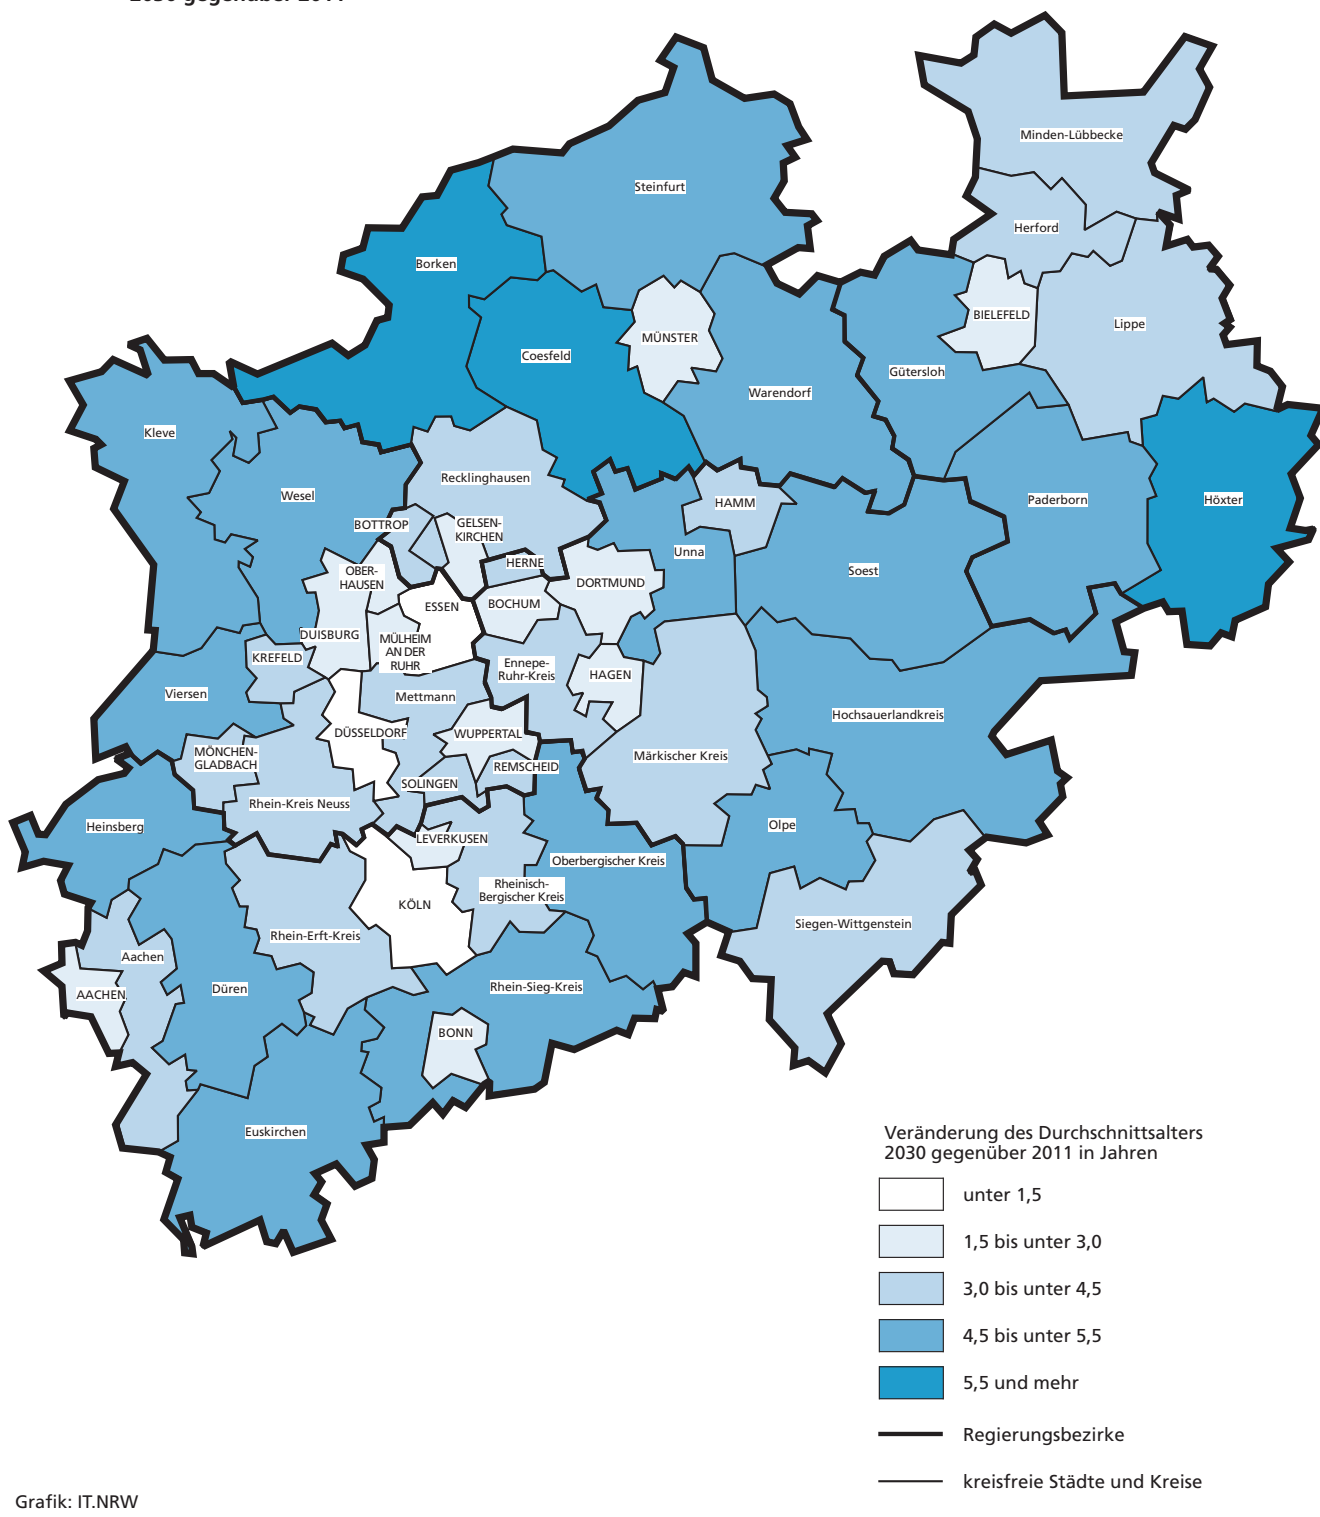 2030 gegenüber 2011
Minden-Lübbecke
Steinfurt
Herford
Borken
BIELEFELD
Lippe
MÜNSTER
Coesfeld
Gütersloh
Warendorf
Kleve
Recklinghausen
Wesel
Paderborn
Höxter
HAMM
BOTTROP
GELSEN-
KIRCHEN
Unna
HERNE
Soest
OBER-
HAUSEN
DORTMUND
ESSEN
BOCHUM
DUISBURG
MÜLHEIM
AN DER
RUHR
KREFELD
Ennepe-
Ruhr-Kreis
HAGEN
Viersen
Mettmann
Hochsauerlandkreis
DÜSSELDORF
WUPPERTAL
MÖNCHEN-
GLADBACH
Märkischer Kreis
REMSCHEID
SOLINGEN
Rhein-Kreis Neuss
Heinsberg
Olpe
LEVERKUSEN
Oberbergischer Kreis
Rheinisch-
Bergischer Kreis
KÖLN
Siegen-Wittgenstein
Rhein-Erft-Kreis
Aachen
Düren
Rhein-Sieg-Kreis
AACHEN
BONN
Euskirchen
Veränderung des Durchschnittsalters
2030 gegenüber 2011 in Jahren
unter 1,5
1,5 bis unter 3,0
3,0 bis unter 4,5
4,5 bis unter 5,5
5,5 und mehr
Regierungsbezirke
kreisfreie Städte und Kreise
Grafik: IT.NRW